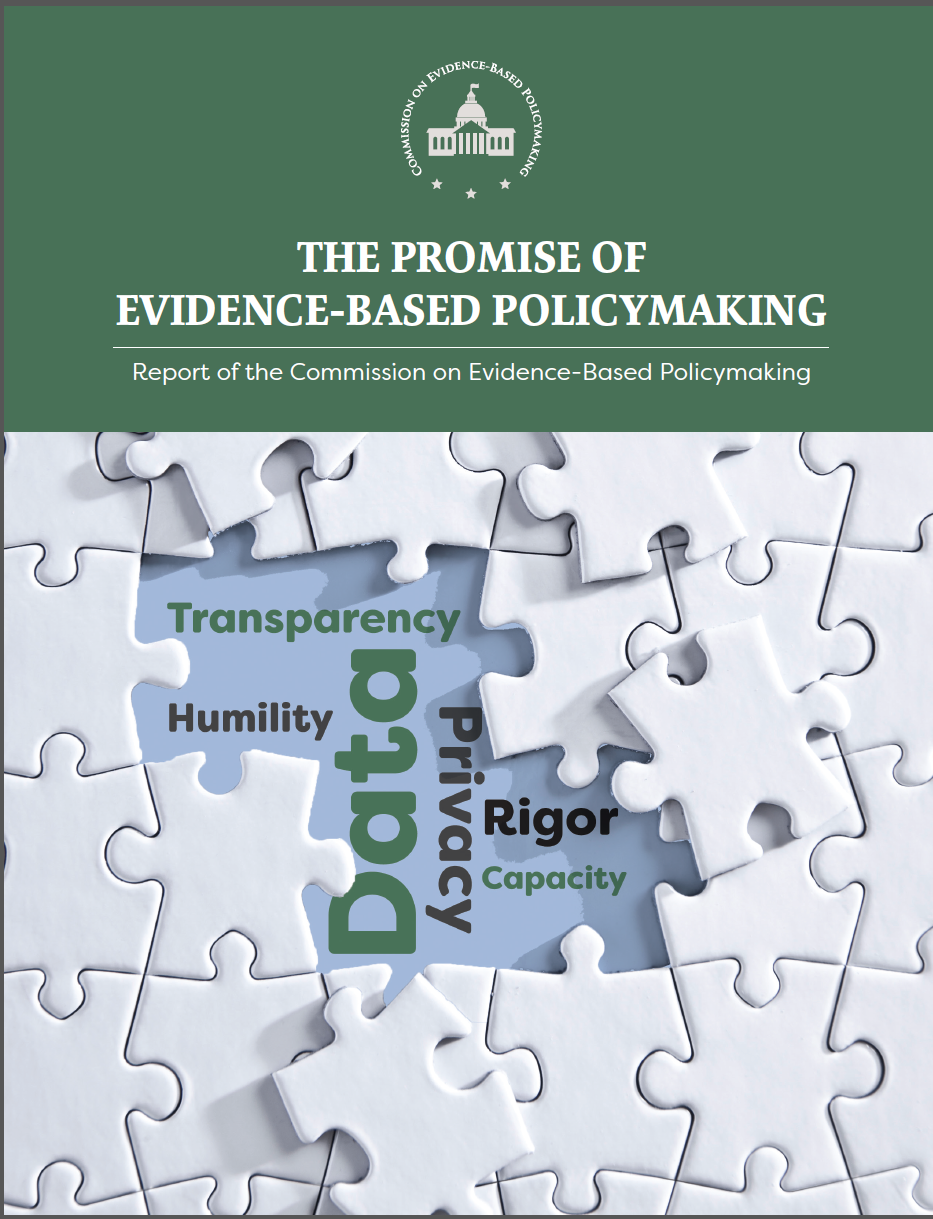 COMMISSION ON EVIDENCE-BASED POLICYMAKING
THE PROMISE OF
EVIDENCE-BASED POLICYMAKING
Report of the Commission on Evidence-Based Policymaking
Transparency
Humility
Data
Privacy
Rigor
Capacity